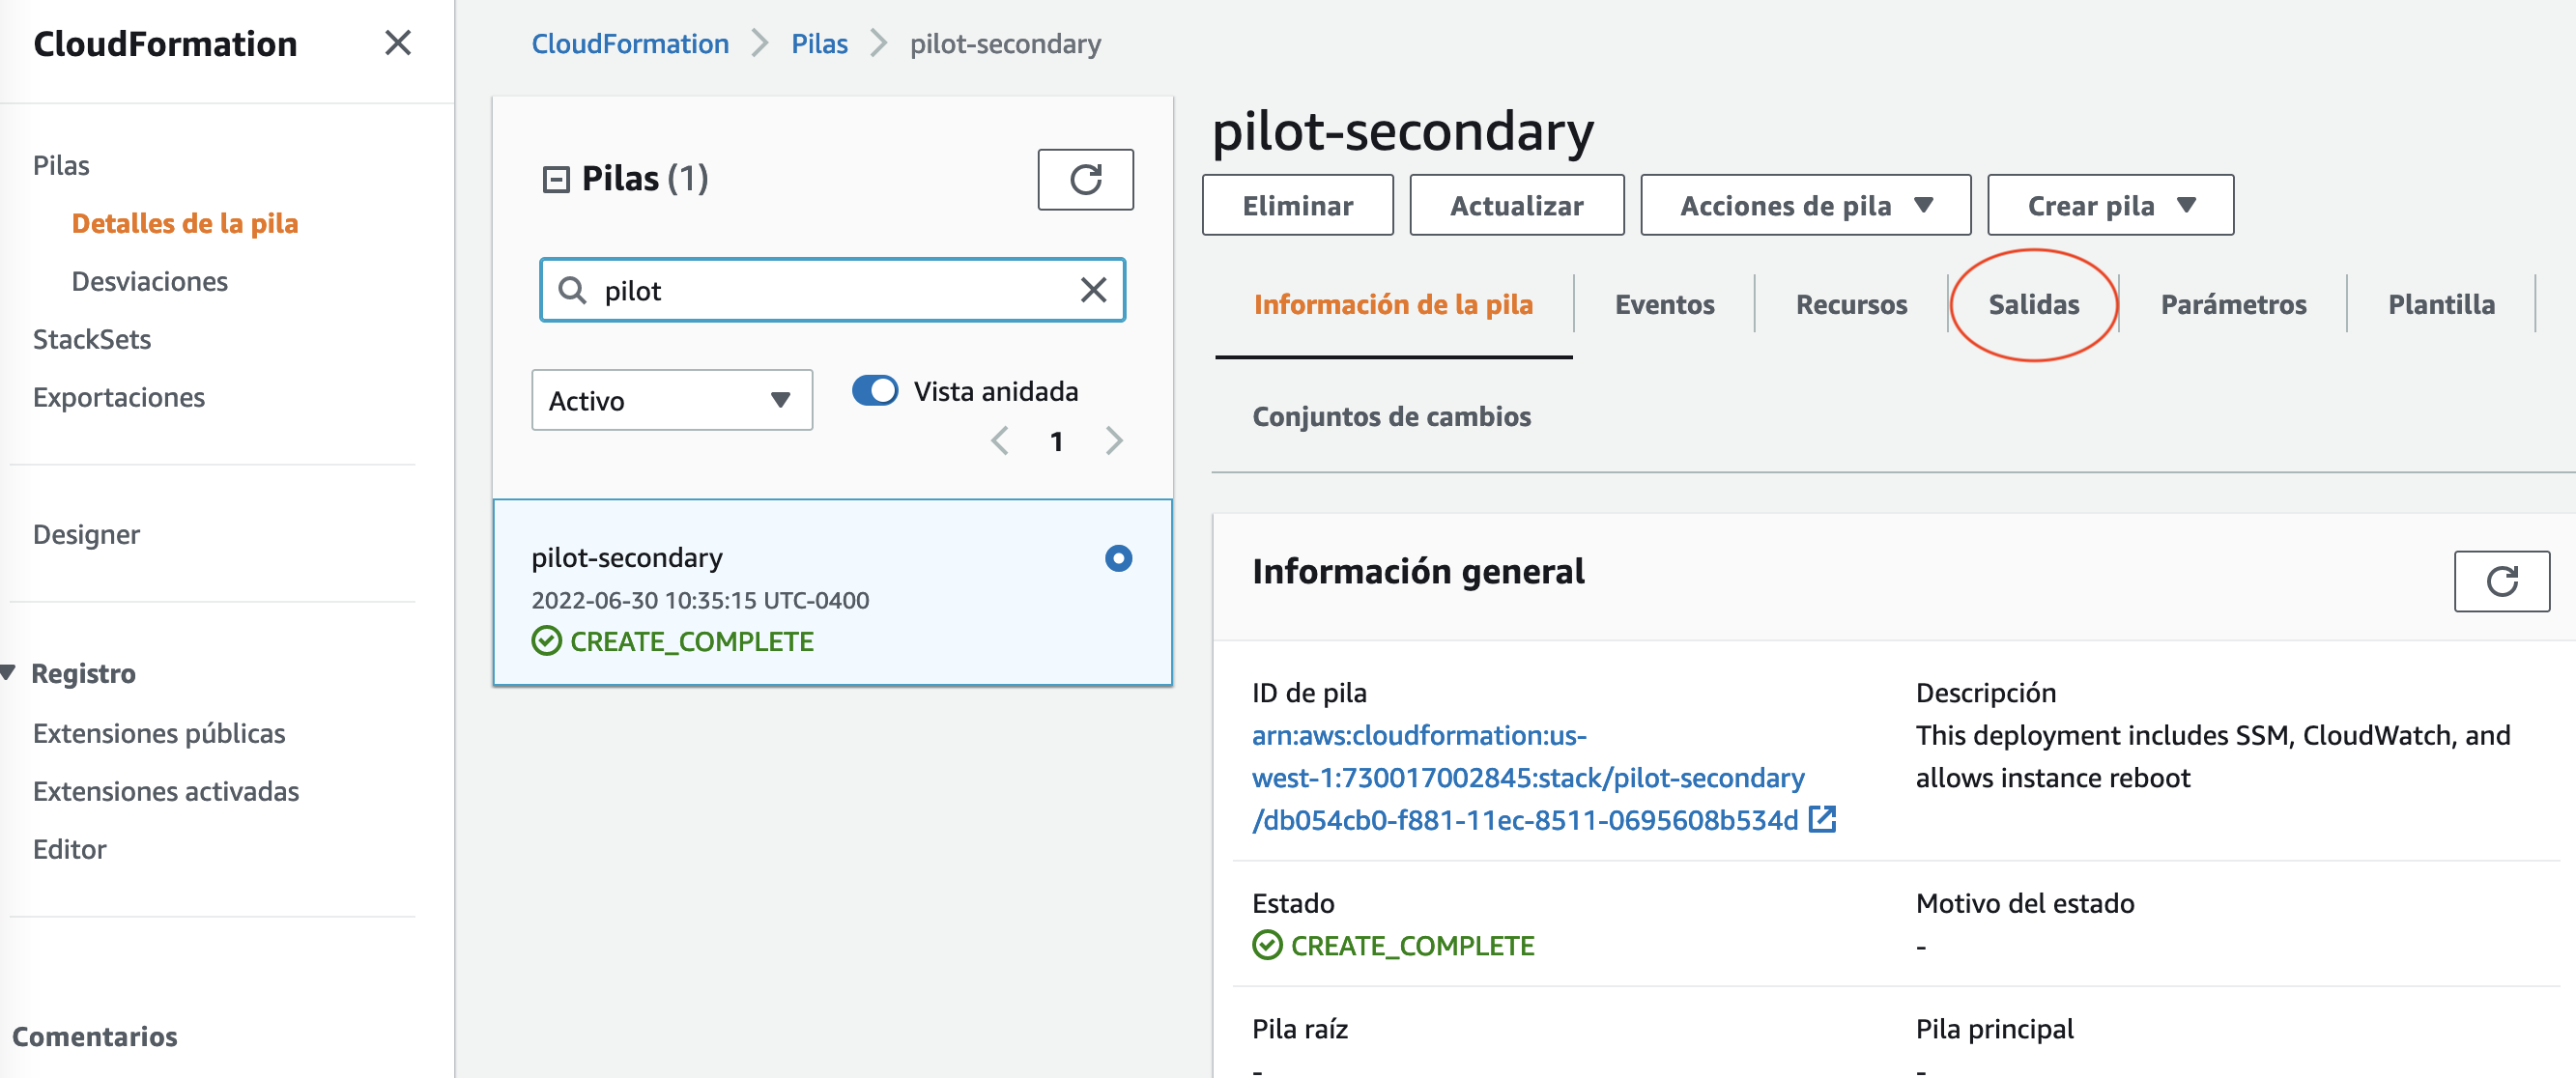 CloudFormation
Pilas
Detalles de la pila
Desviaciones
StackSets
Exportaciones
Designer
Registro
Extensiones públicas
Extensiones activadas
Editor
Comentarios
CloudFormation
Pilas
pilot-secondary
Pilas (1)
pilot
Activo
Vista anidada
1
pilot-secondary
2022-06-30 10:35:15 UTC-0400
CREATE_COMPLETE
pilot-secondary
Eliminar
Actualizar
Acciones de pila
Crear pila
Información de la pila
Eventos
Recursos
Salidas
Parámetros
Plantilla
Conjuntos de cambios
Información general
ID de pila
arn:aws:cloudformation:us-
west-1:730017002845:stack/pilot-secondary
/db054cb0-f881-11ec-8511-0695608b534d
Descripción
This deployment includes SSM, CloudWatch, and
allows instance reboot
Estado
CREATE_COMPLETE
Motivo del estado
-
Pila raíz
-
Pila principal
-